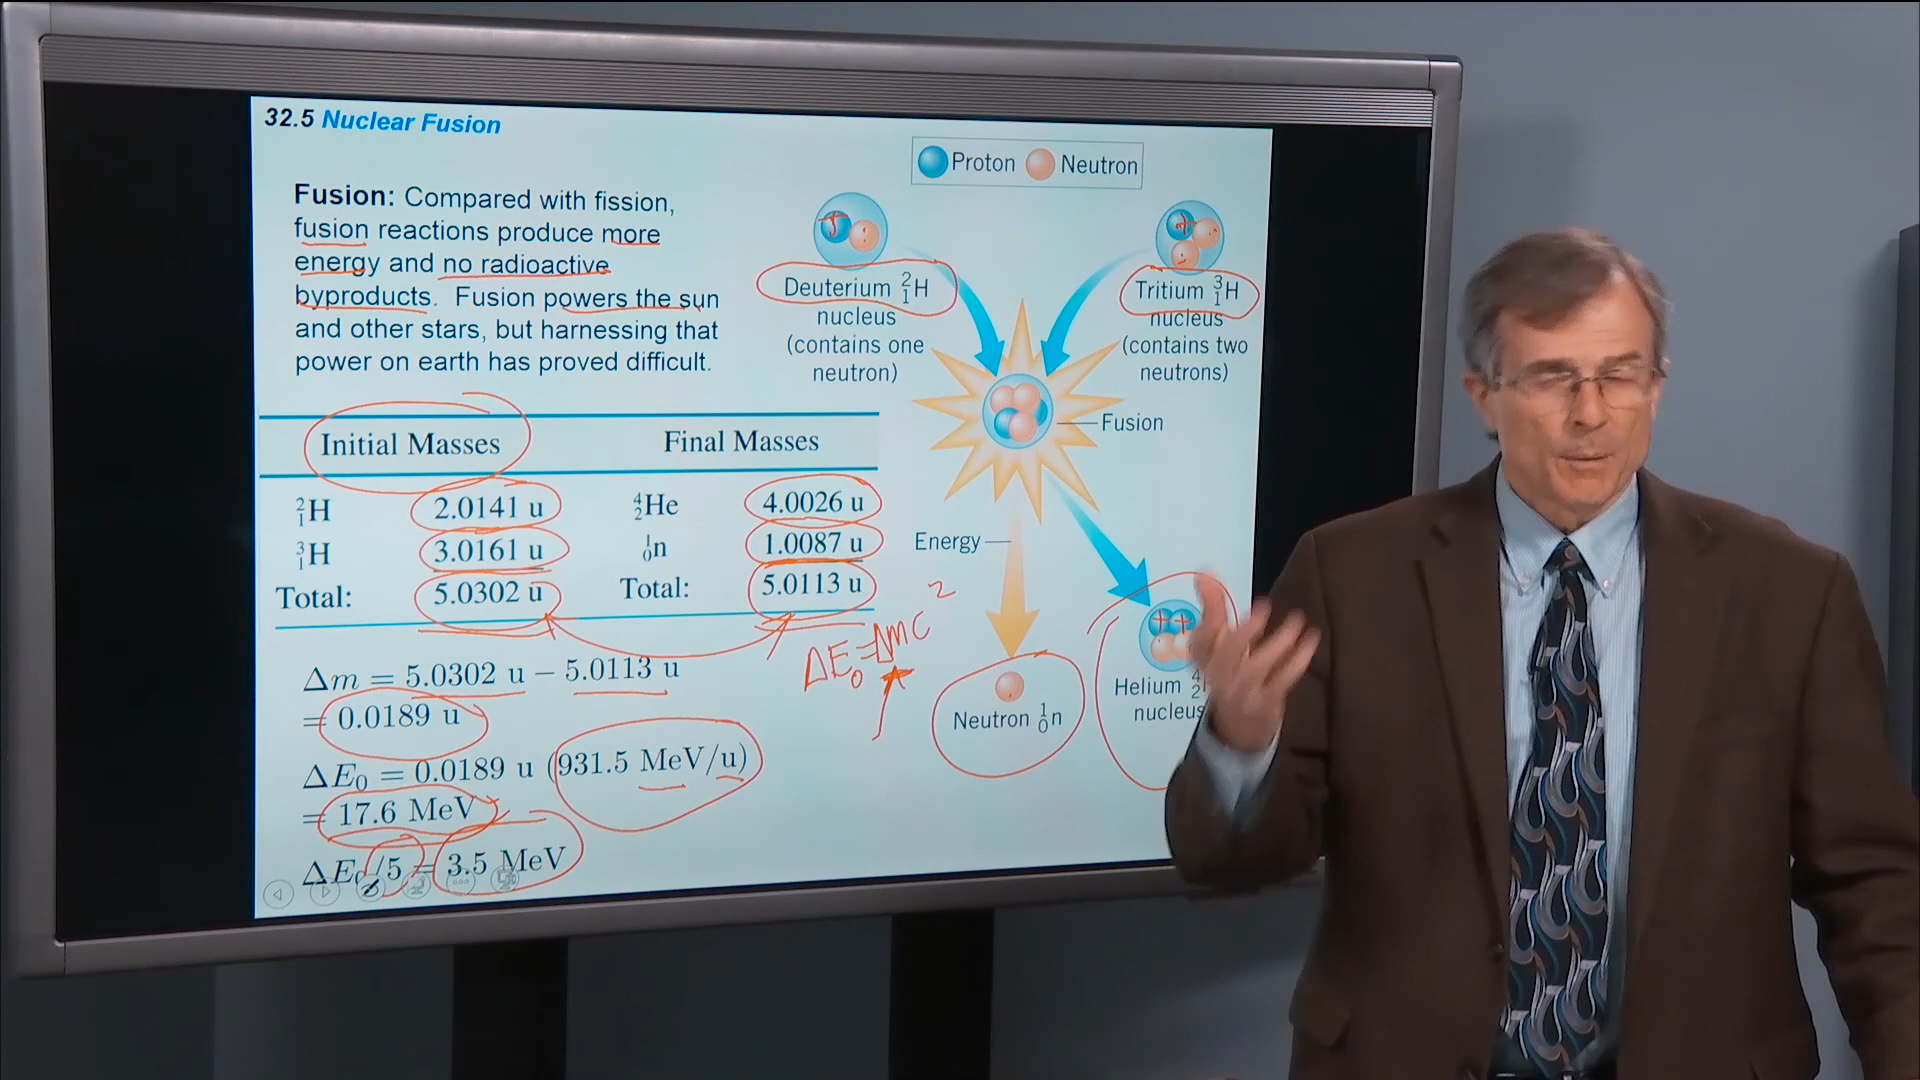 32.5 Nuclear Fusion
Fusion: Compared with fission,
fusion reactions produce more
energy and no radioactive
byproducts. Fusion powers the sun
and other stars, but harnessing that
power on earth has proved difficult.
Proton Neutron
Deuterium ²₁H
nucleus
(contains one
neutron)
Tritium ³₁H
nucleus
(contains two
neutrons)
Fusion
Energy
Neutron ¹₀n
Helium ⁴₂
nucleus
Initial Masses Final Masses
²₁H 2.0141 u ⁴₂He 4.0026 u
³₁H 3.0161 u ¹₀n 1.0087 u
Total: 5.0302 u Total: 5.0113 u
ΔE₀=Δmc²
Δm = 5.0302 u − 5.0113 u
= 0.0189 u
ΔE₀ = 0.0189 u (931.5 MeV/u)
= 17.6 MeV
ΔE₀/5 = 3.5 MeV